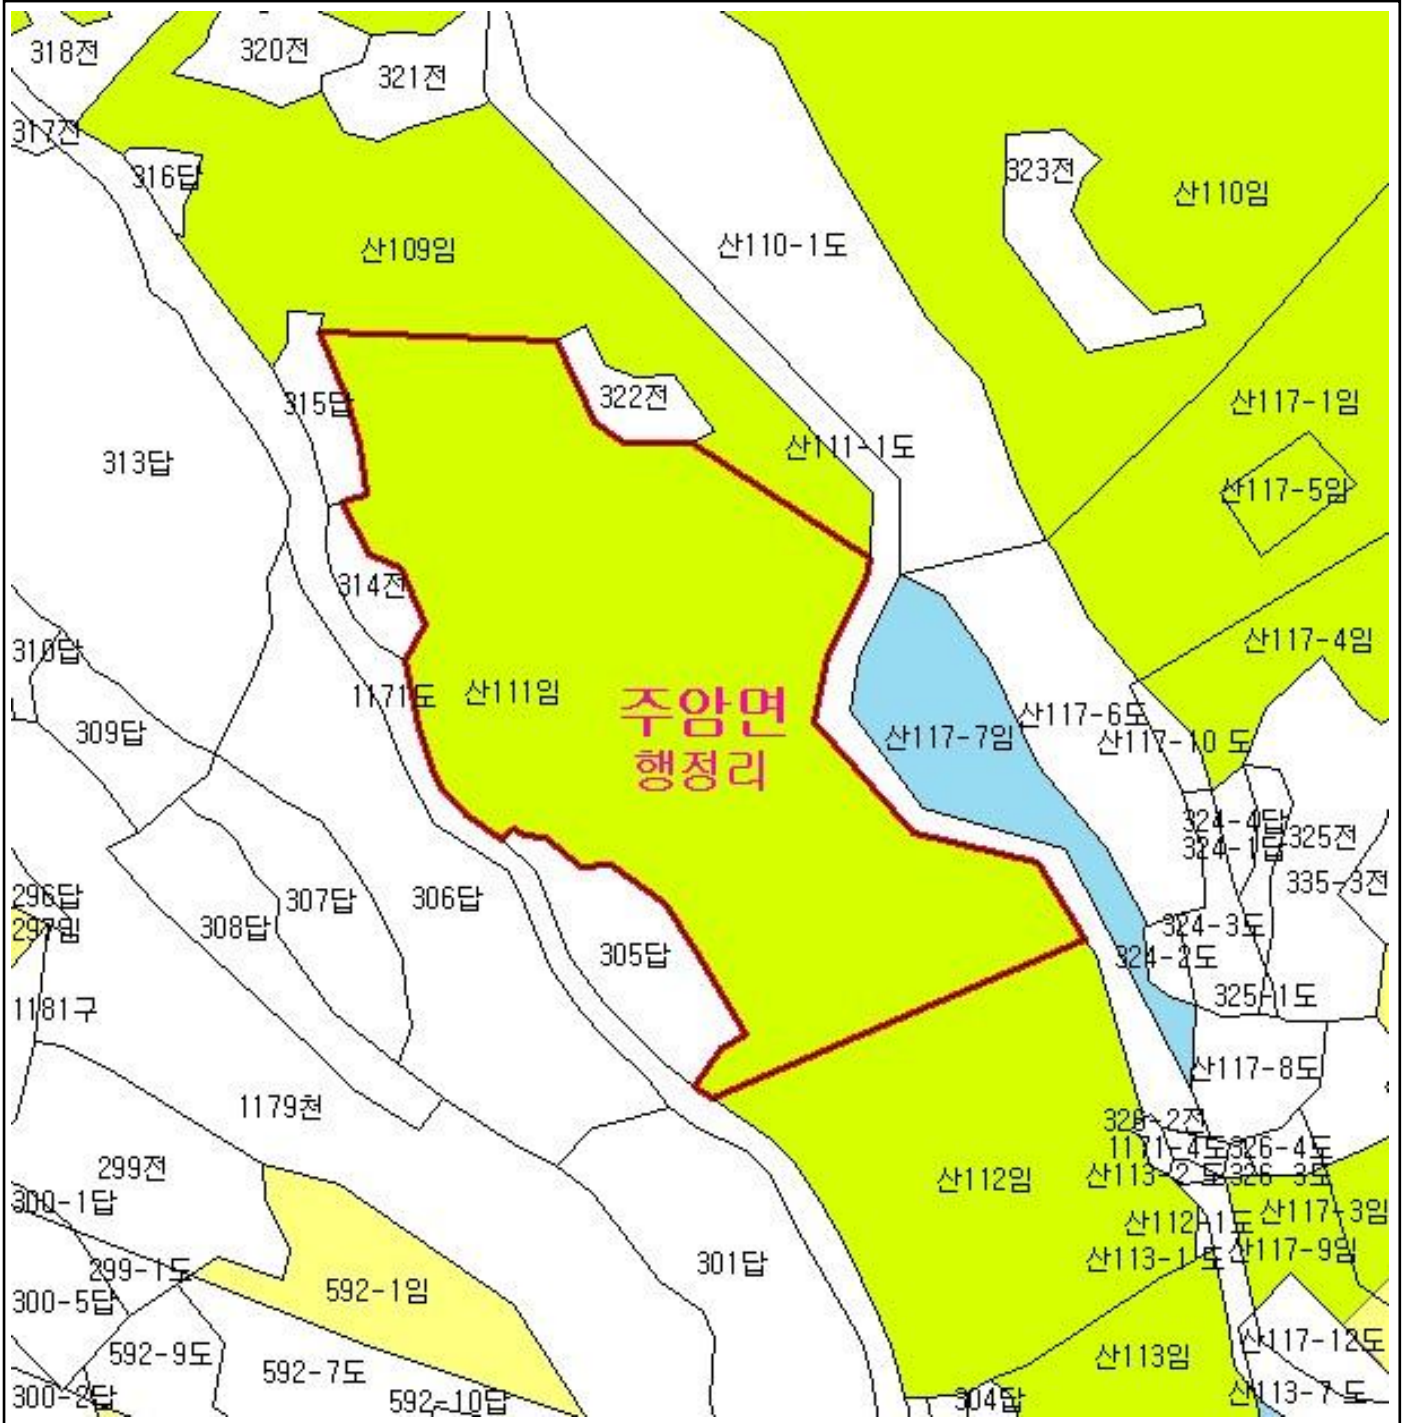 318전
320전
321전
317전
316답
323전
산110임
산109임
산110-1도
315답
322전
산117-1임
313답
산111-1도
산117-5임
314전
310답
산117-4임
1171도
산111임
주암면
산117-6도
309답
산117-7임
산117-10 도
행정리
324-4답
325전
324-1답
296답
307답
306답
335-3전
297임
308답
324-3도
305답
324-2도
1181구
325-1도
산117-8도
1179천
326-2전
1171-4도
326-4도
299전
산112임
산113-2 도
326-3도
300-1답
산112-1도
산117-3임
299-1도
301답
산113-1 도
산117-9임
300-5답
592-1임
592-9도
산117-12도
592-7도
산113임
300-2답
592-10답
304답
산113-7 도